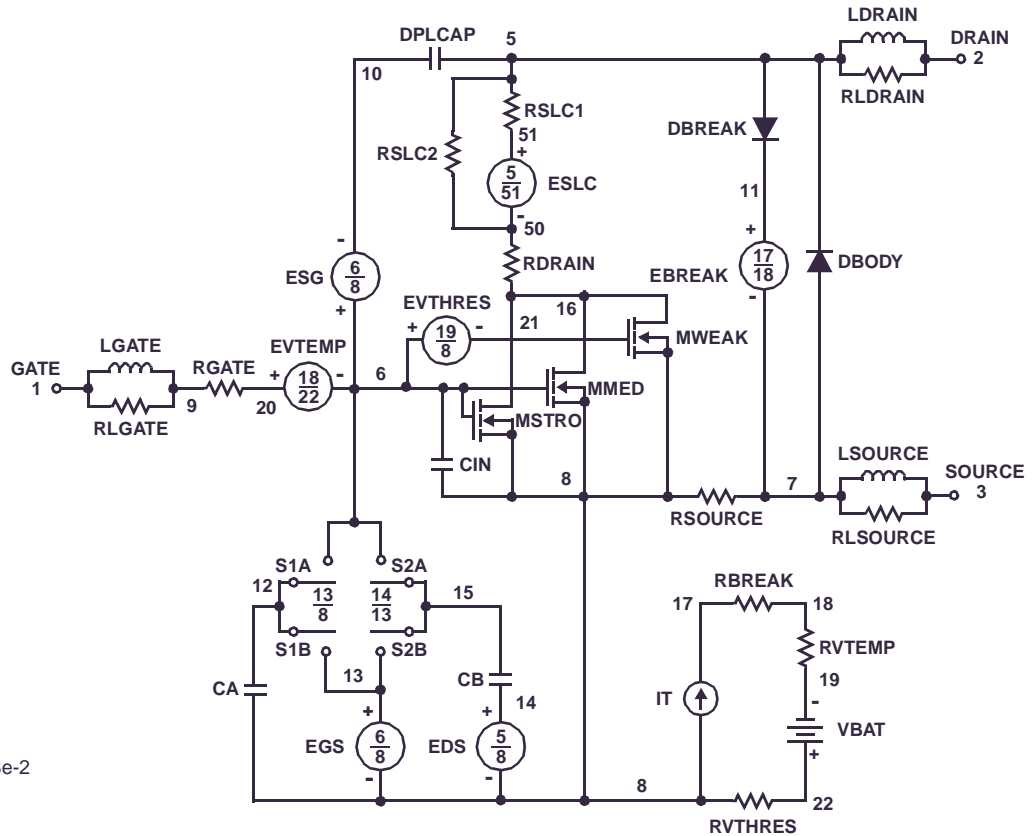 DPLCAP
5
LDRAIN
DRAIN
2
10
RLDRAIN
RSLC1
51
RSLC2
+
5
51
ESLC
-
50
DBREAK
11
+
17
18
EBREAK
-
DBODY
-
ESG
6
8
+
RDRAIN
16
EVTHRES
+
19
8
-
21
MWEAK
LGATE
GATE
1
RLGATE
9
RGATE
20
EVTEMP
+
18
22
-
6
MMED
MSTRO
CIN
8
LSOURCE
SOURCE
3
7
RSOURCE
RLSOURCE
S1A
S2A
12
13
8
14
13
15
S1B
S2B
13
CA
CB
14
+
EGS
6
8
-
+
EDS
5
8
-
8
RBREAK
17
18
RVTEMP
19
IT
-
VBAT
+
22
RVTHRES
e-2